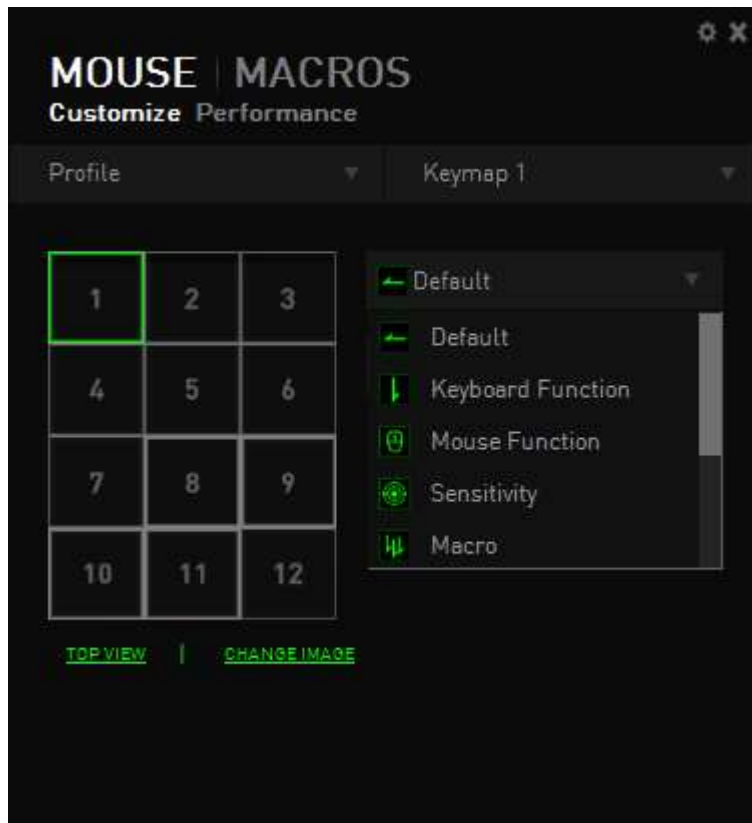 MOUSE | MACROS
Customize Performance
Profile Keymap 1
1 2 3
4 5 6
7 8 9
10 11 12
Default
Default
Keyboard Function
Mouse Function
Sensitivity
Macro
TOP VIEW | CHANGE IMAGE